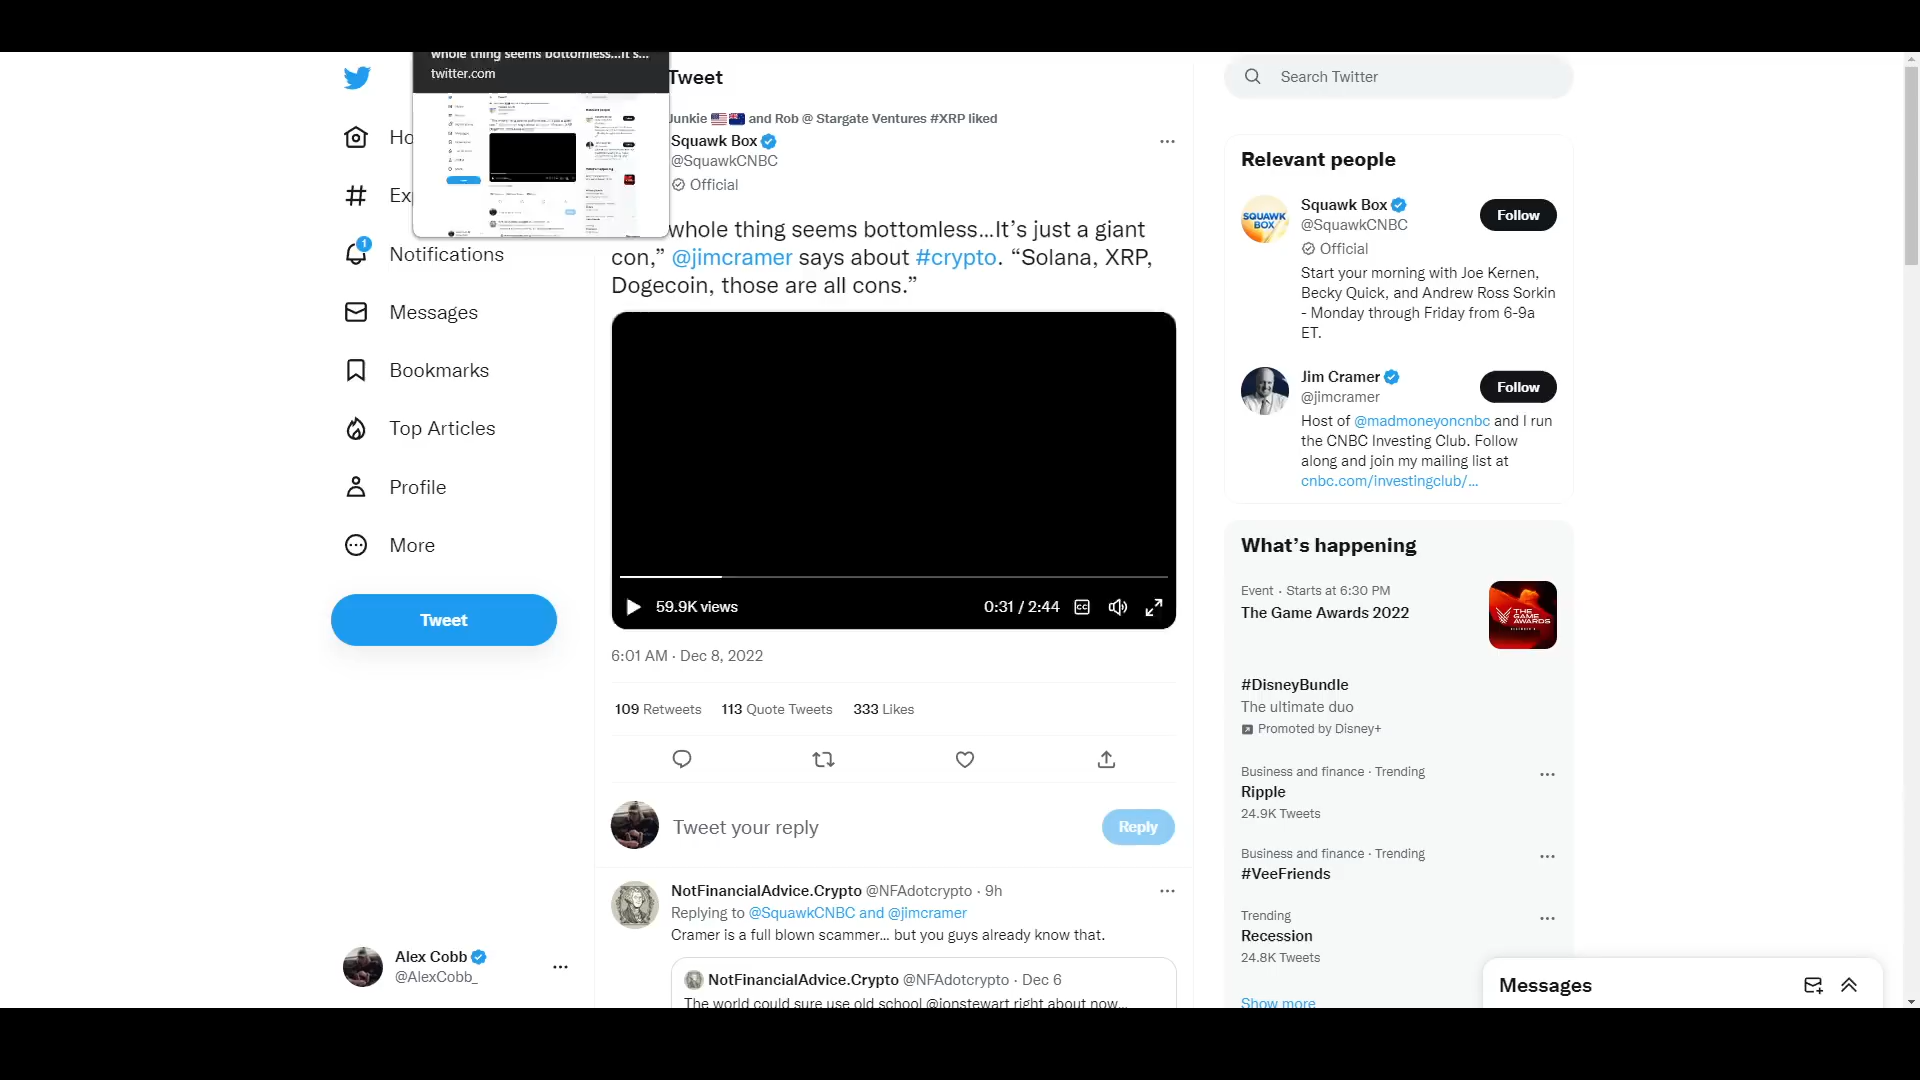 whole thing seems bottomless...It's...
twitter.com
Tweet
Search Twitter
Junkie 🇺🇸🇦🇺 and Rob @ Stargate Ventures #XRP liked
Squawk Box
@SquawkCNBC
Official
whole thing seems bottomless…It’s just a giant
con,” @jimcramer says about #crypto. “Solana, XRP,
Dogecoin, those are all cons.”
59.9K views
0:31 / 2:44
CC
6:01 AM · Dec 8, 2022
109 Retweets 113 Quote Tweets 333 Likes
Tweet your reply
Reply
NotFinancialAdvice.Crypto @NFAdotcrypto · 9h
Replying to @SquawkCNBC and @jimcramer
Cramer is a full blown scammer... but you guys already know that.
NotFinancialAdvice.Crypto @NFAdotcrypto · Dec 6
The world could sure use old school @jonstewart right about now...
Ho
Exp
1
Notifications
Messages
Bookmarks
Top Articles
Profile
More
Tweet
Alex Cobb
@AlexCobb_
Relevant people
SQUAWK
BOX
Squawk Box
@SquawkCNBC
Follow
Official
Start your morning with Joe Kernen,
Becky Quick, and Andrew Ross Sorkin
- Monday through Friday from 6-9a
ET.
Jim Cramer
@jimcramer
Follow
Host of @madmoneyoncnbc and I run
the CNBC Investing Club. Follow
along and join my mailing list at
cnbc.com/investingclub/...
What’s happening
Event · Starts at 6:30 PM
The Game Awards 2022
THE
GAME
AWARDS
#DisneyBundle
The ultimate duo
Promoted by Disney+
Business and finance · Trending
Ripple
24.9K Tweets
Business and finance · Trending
#VeeFriends
Trending
Recession
24.8K Tweets
Show more
Messages